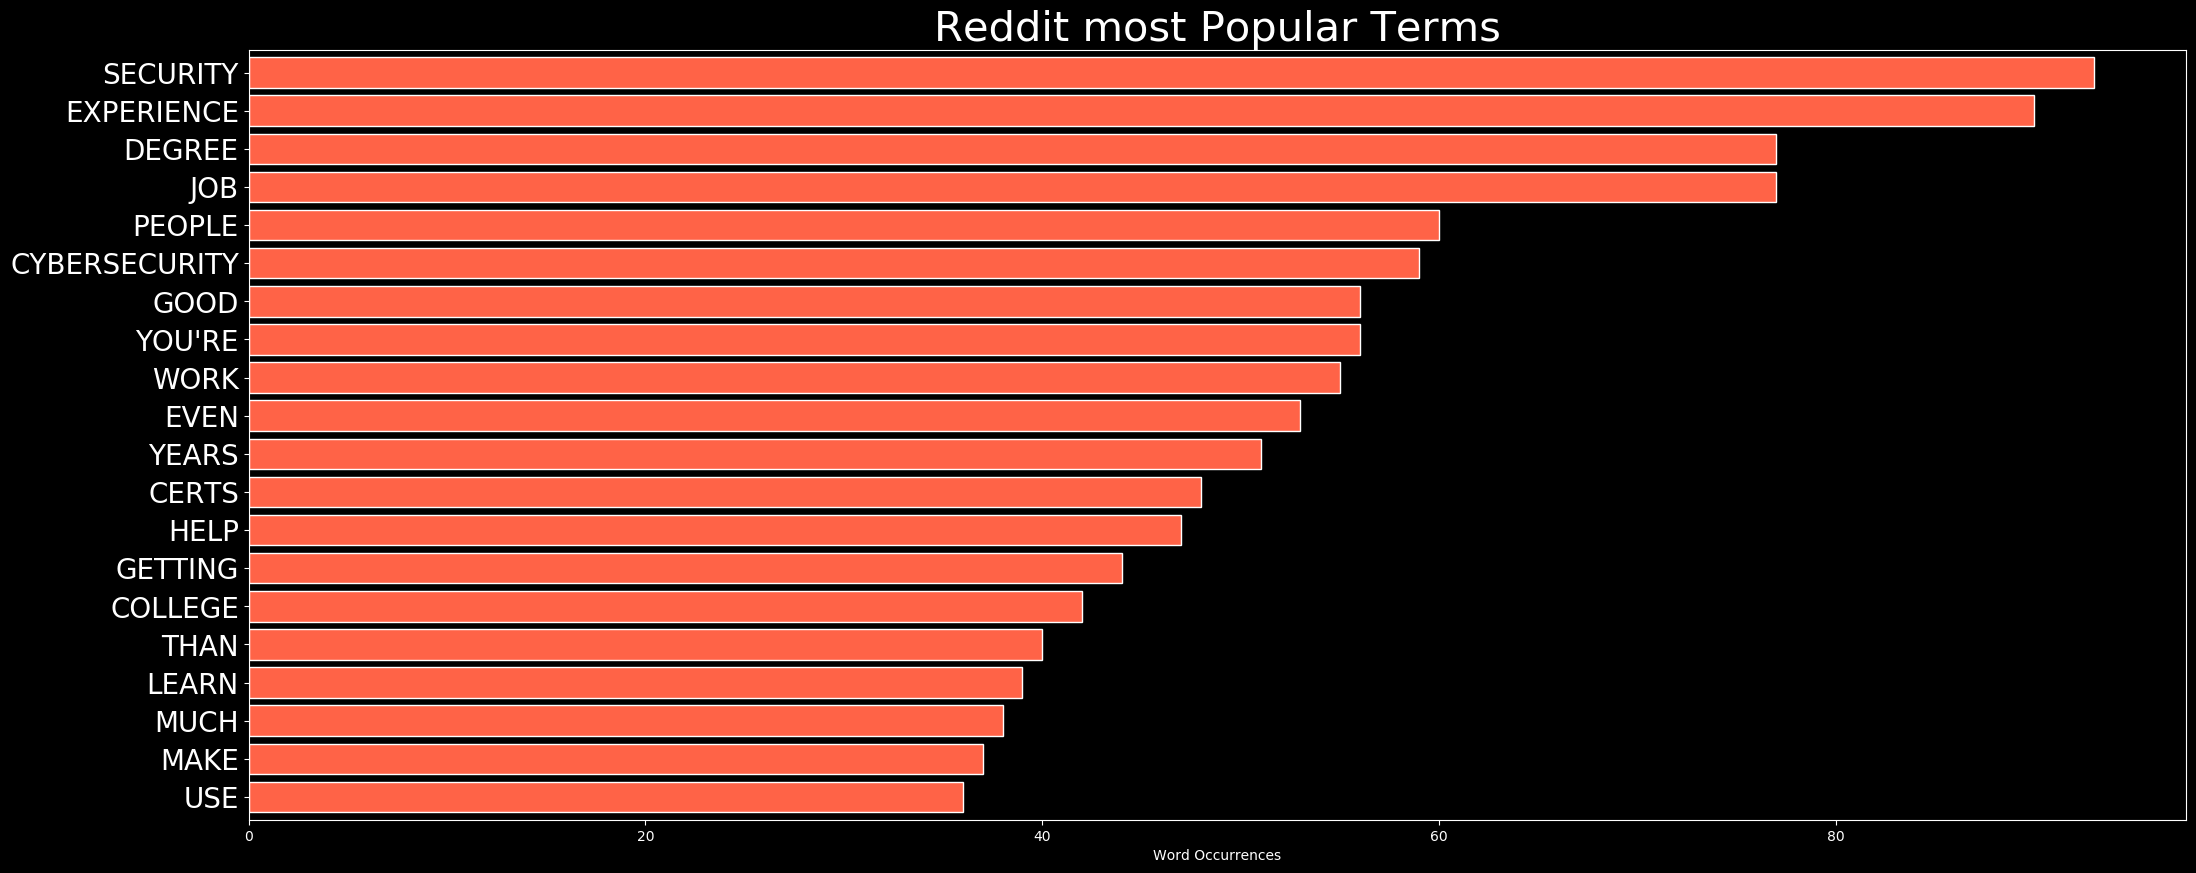 Reddit most Popular Terms
SECURITY
EXPERIENCE
DEGREE
JOB
PEOPLE
CYBERSECURITY
GOOD
YOU'RE
WORK
EVEN
YEARS
CERTS
HELP
GETTING
COLLEGE
THAN
LEARN
MUCH
MAKE
USE
0 20 40 60 80
Word Occurrences